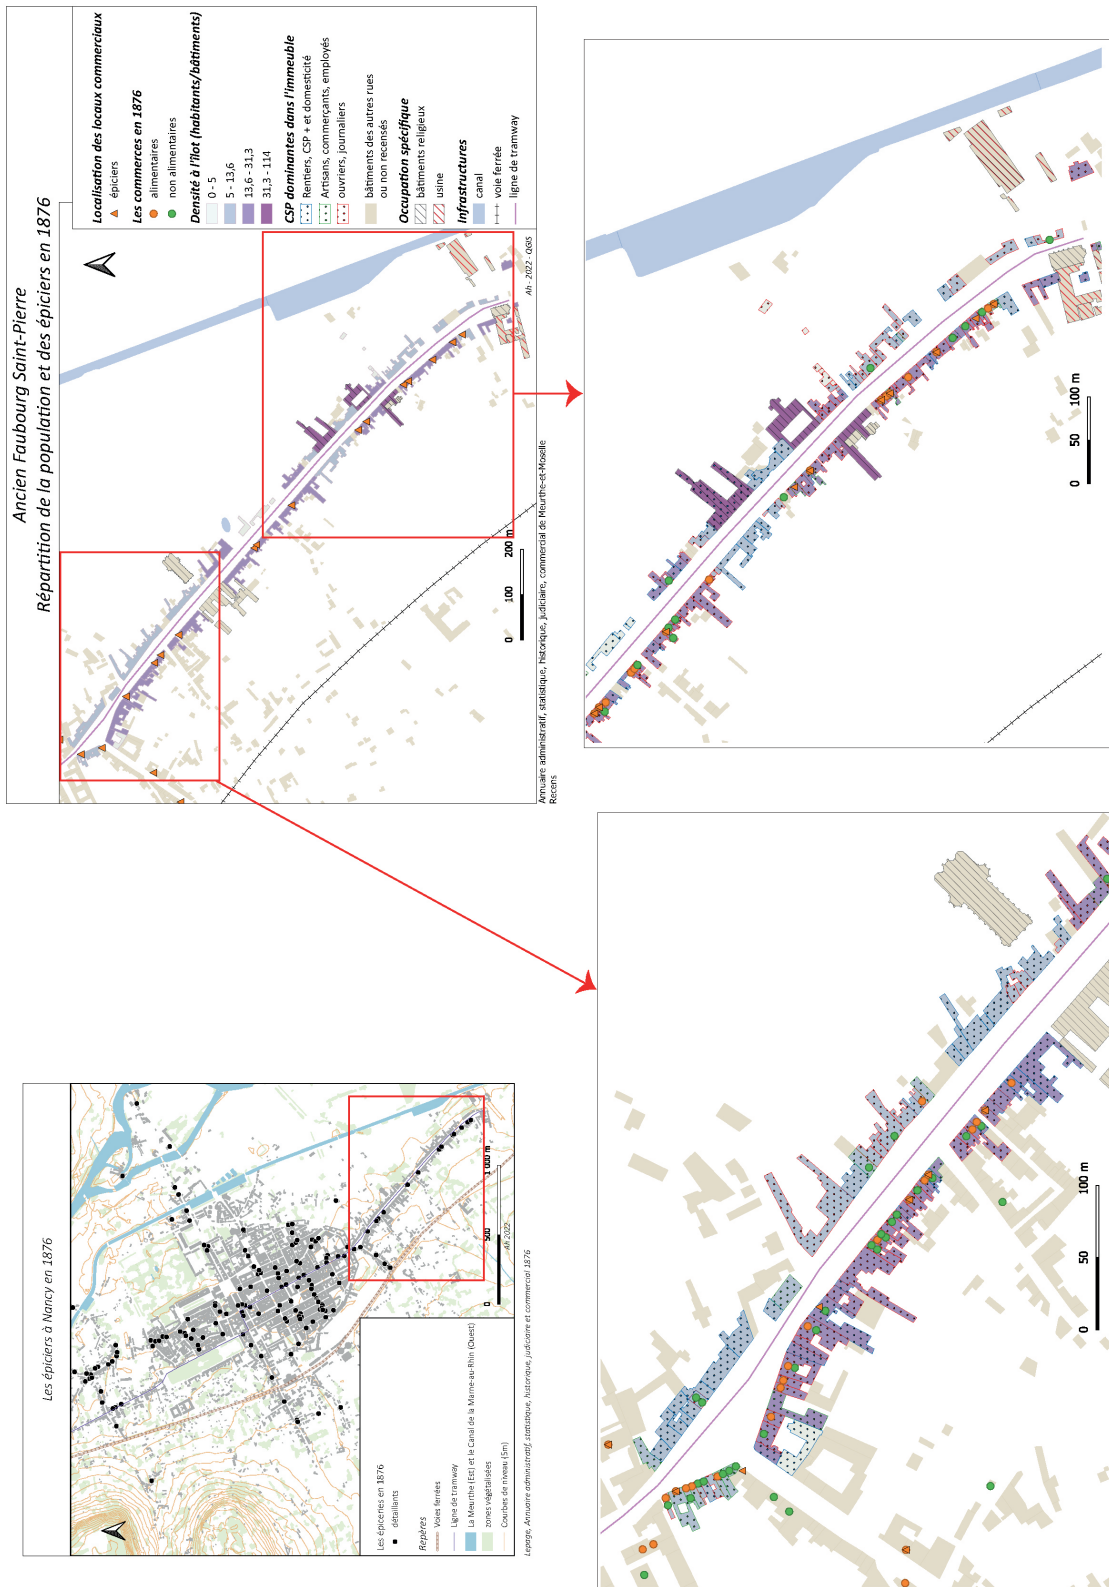 Ancien Faubourg Saint-Pierre
Répartition de la population et des épiciers en 1876
Localisation des locaux commerciaux
épiciers
Les commerces en 1876
alimentaires
non alimentaires
Densité à l'îlot (habitants/bâtiments)
0 - 5
5 - 13,6
13,6 - 31,3
31,3 - 114
CSP dominantes dans l'immeuble
Rentiers, CSP + et domesticité
Artisans, commerçants, employés
ouvriers, journaliers
bâtiments des autres rues
ou non recensés
Occupation spécifique
bâtiments religieux
usine
Infrastructures
canal
voie ferrée
ligne de tramway
0 100 200 m
Ah - 2022 - QGIS
Annuaire administratif, statistique, historique, judiciaire, commercial de Meurthe-et-Moselle
Recens
0 50 100 m
Les épiciers à Nancy en 1876
Les épiceries en 1876
détaillants
Repères
Voies ferrées
Ligne de tramway
La Meurthe (Est) et le Canal de la Marne-au-Rhin (Ouest)
zones végétalisées
Courbes de niveau (5m)
0 500 1 000 m
Ah 2022
Lepage, Annuaire administratif, statistique, historique, judiciaire et commercial 1876
0 50 100 m